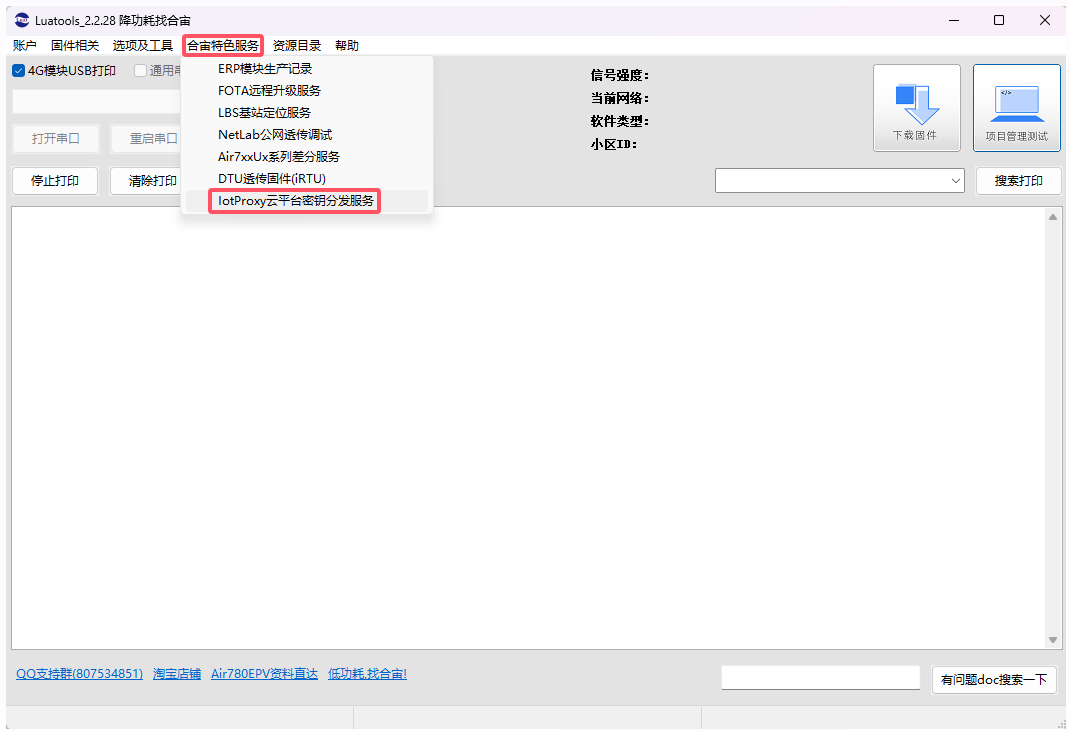 Luatools_2.2.28 降功耗找合宙
账户 固件相关 选项及工具 合宙特色服务 资源目录 帮助
4G模块USB打印 通用串
ERP模块生产记录
FOTA远程升级服务
LBS基站定位服务
NetLab公网透传调试
Air7xxUx系列差分服务
DTU透传固件(iRTU)
IotProxy云平台密钥分发服务
打开串口 重启串口
停止打印 清除打印
信号强度：
当前网络：
软件类型：
小区ID：
下载固件
</>
项目管理测试
搜索打印
QQ支持群(807534851) 淘宝店铺 Air780EPV资料直达 低功耗,找合宙!
有问题doc搜索一下